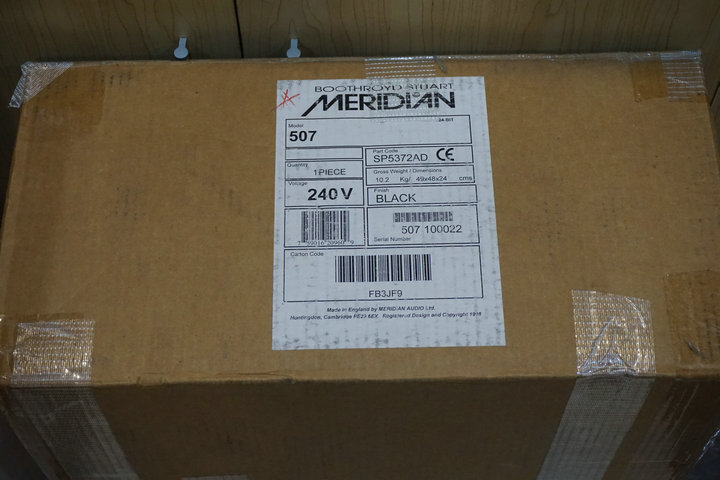 BOOTHROYD STUART
MERIDIAN
24-BIT
Model
507
Quantity
1 PIECE
Part Code
SP5372AD CE
Gross Weight / Dimensions
10.2 Kg/ 49x48x24 cms
Voltage
240V
Finish
BLACK
507 100022
Serial Number
Carton Code
FB3JF9
Made in England by MERIDIAN AUDIO Ltd.
Huntingdon, Cambridge PE29 6EX. Registered Design and Copyright